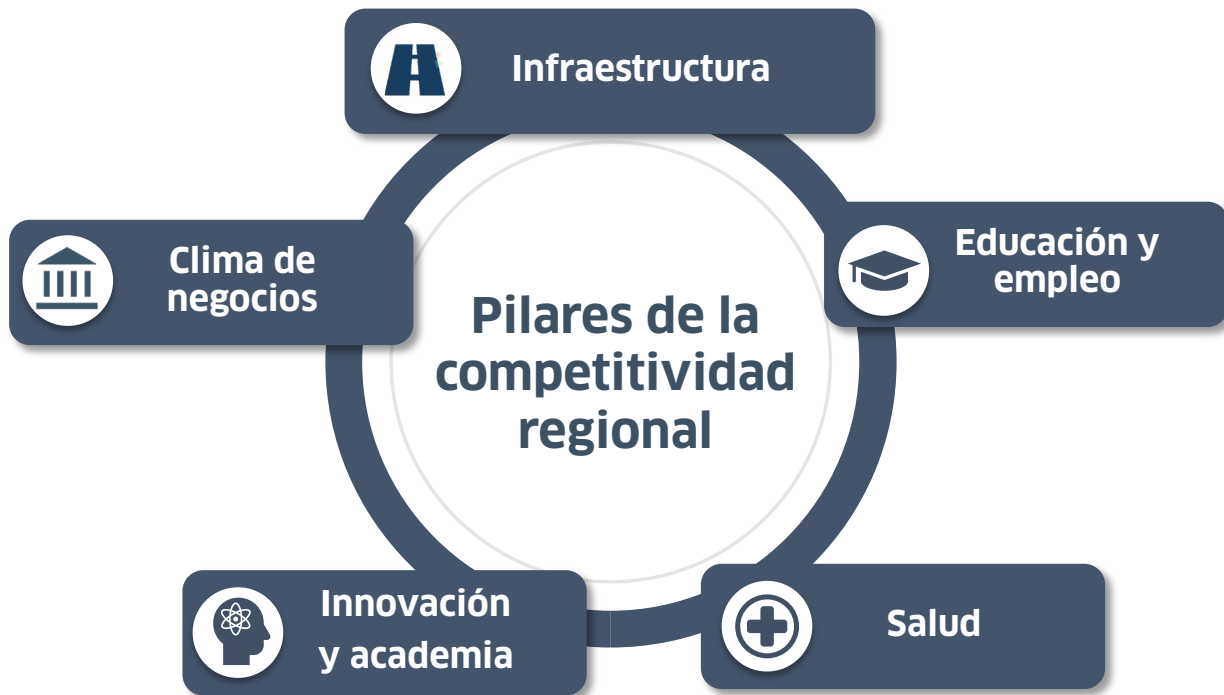 Infraestructura
Clima de
negocios
Educación y
empleo
Pilares de la
competitividad
regional
Innovación
y academia
Salud